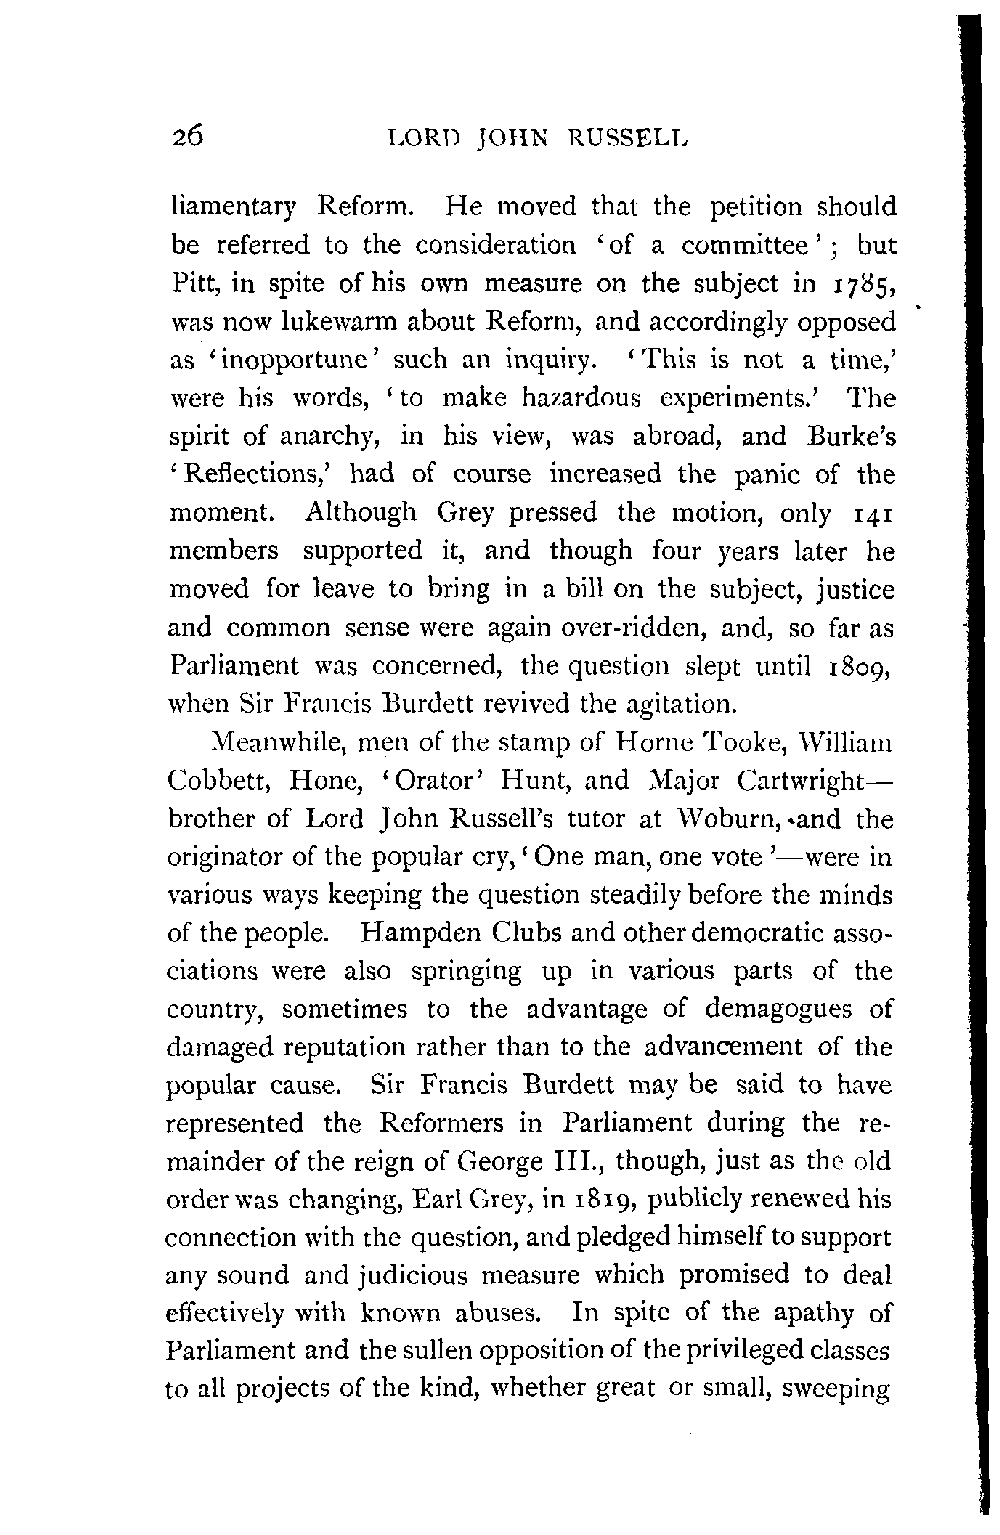 26 LORD JOHN RUSSELL
liamentary Reform. He moved that the petition should
be referred to the consideration ‘of a committee’; but
Pitt, in spite of his own measure on the subject in 1785,
was now lukewarm about Reform, and accordingly opposed
as ‘inopportune’ such an inquiry. ‘This is not a time,’
were his words, ‘to make hazardous experiments.’ The
spirit of anarchy, in his view, was abroad, and Burke’s
‘Reflections,’ had of course increased the panic of the
moment. Although Grey pressed the motion, only 141
members supported it, and though four years later he
moved for leave to bring in a bill on the subject, justice
and common sense were again over-ridden, and, so far as
Parliament was concerned, the question slept until 1809,
when Sir Francis Burdett revived the agitation.
Meanwhile, men of the stamp of Horne Tooke, William
Cobbett, Hone, ‘Orator’ Hunt, and Major Cartwright—
brother of Lord John Russell’s tutor at Woburn, and the
originator of the popular cry, ‘One man, one vote’—were in
various ways keeping the question steadily before the minds
of the people. Hampden Clubs and other democratic asso-
ciations were also springing up in various parts of the
country, sometimes to the advantage of demagogues of
damaged reputation rather than to the advancement of the
popular cause. Sir Francis Burdett may be said to have
represented the Reformers in Parliament during the re-
mainder of the reign of George III., though, just as the old
order was changing, Earl Grey, in 1819, publicly renewed his
connection with the question, and pledged himself to support
any sound and judicious measure which promised to deal
effectively with known abuses. In spite of the apathy of
Parliament and the sullen opposition of the privileged classes
to all projects of the kind, whether great or small, sweeping